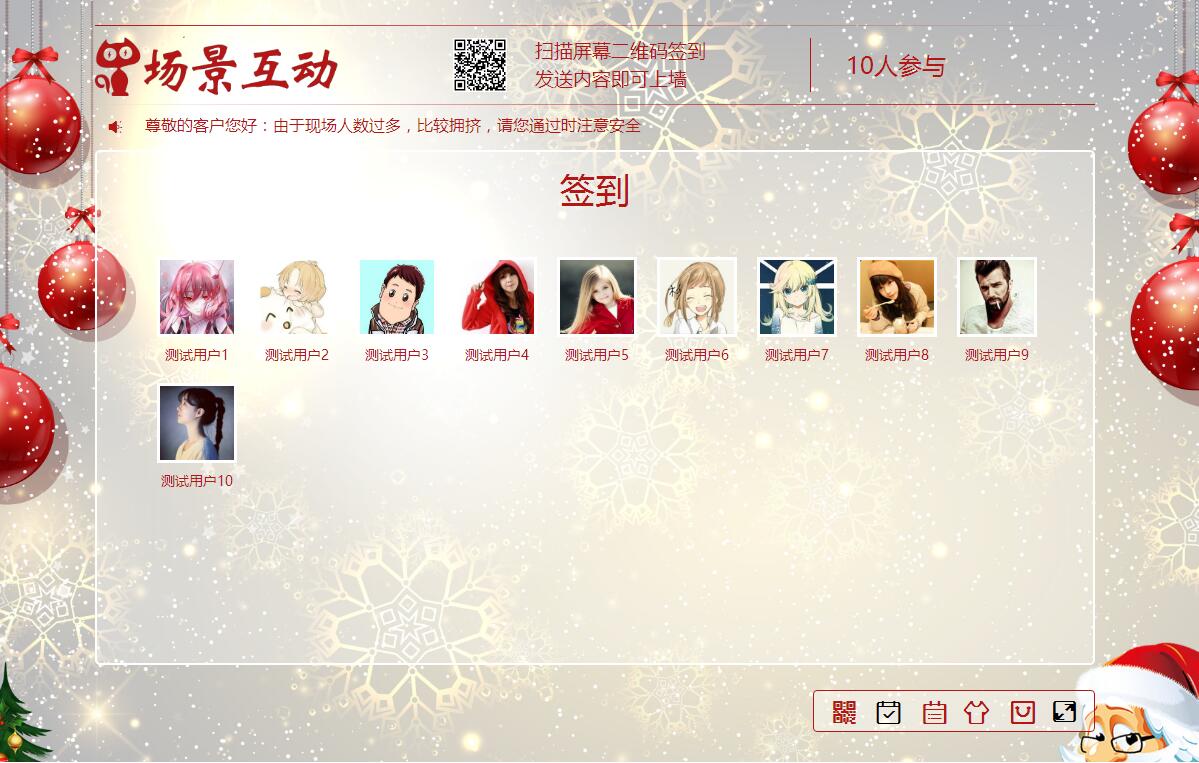 场景互动
扫描屏幕二维码签到
发送内容即可上墙
10人参与
尊敬的客户您好：由于现场人数过多，比较拥挤，请您通过时注意安全
签到
测试用户1
测试用户2
测试用户3
测试用户4
测试用户5
测试用户6
测试用户7
测试用户8
测试用户9
测试用户10